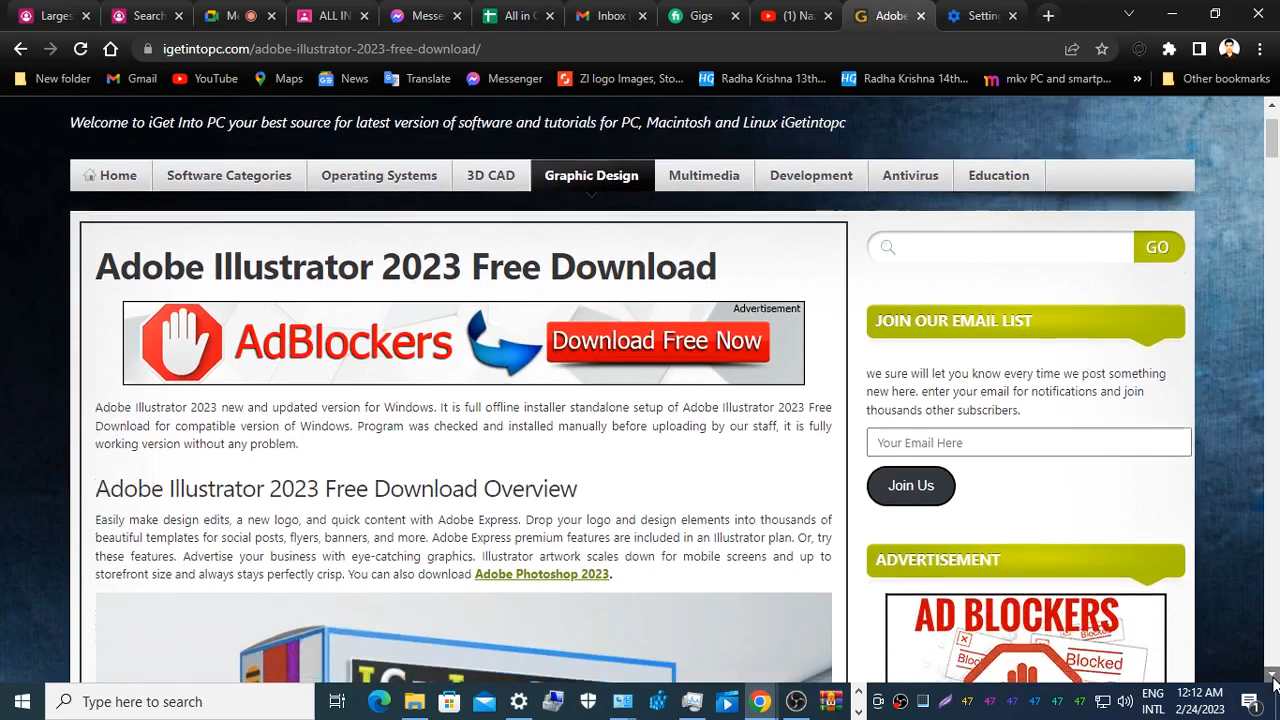 Larges
Search
Me
ALL IN
Messe
All in C
Inbox
Gigs
(1) Naz
Adobe
Settin
igetintopc.com/adobe-illustrator-2023-free-download/
New folder
Gmail
YouTube
Maps
News
Translate
Messenger
ZI logo Images, Sto...
Radha Krishna 13th...
Radha Krishna 14th...
mkv PC and smartp...
Other bookmarks
Welcome to iGet Into PC your best source for latest version of software and tutorials for PC, Macintosh and Linux iGetintopc
Home
Software Categories
Operating Systems
3D CAD
Graphic Design
Multimedia
Development
Antivirus
Education
Adobe Illustrator 2023 Free Download
Advertisement
AdBlockers
Download Free Now
Adobe Illustrator 2023 new and updated version for Windows. It is full offline installer standalone setup of Adobe Illustrator 2023 Free
Download for compatible version of Windows. Program was checked and installed manually before uploading by our staff, it is fully
working version without any problem.
Adobe Illustrator 2023 Free Download Overview
Easily make design edits, a new logo, and quick content with Adobe Express. Drop your logo and design elements into thousands of
beautiful templates for social posts, flyers, banners, and more. Adobe Express premium features are included in an Illustrator plan. Or, try
these features. Advertise your business with eye-catching graphics. Illustrator artwork scales down for mobile screens and up to
storefront size and always stays perfectly crisp. You can also download Adobe Photoshop 2023.
GO
JOIN OUR EMAIL LIST
we sure will let you know every time we post something
new here. enter your email for notifications and join
thousands other subscribers.
Your Email Here
Join Us
ADVERTISEMENT
AD BLOCKERS
Blocked
Type here to search
47
47
47
47
47
ENG
INTL
12:12 AM
2/24/2023
1